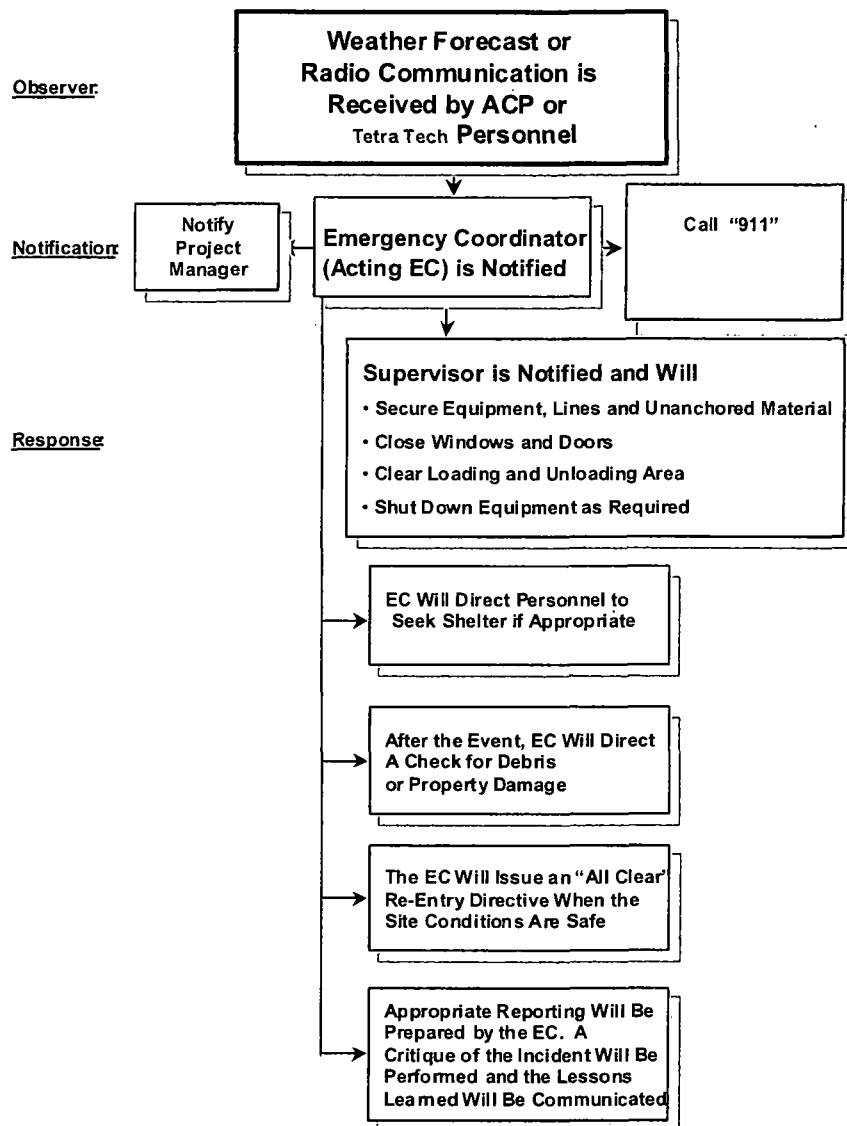 Weather Forecast or
Radio Communication is
Received by ACP or
Tetra Tech Personnel
Observer:
Notify
Project
Manager
Notification:
Emergency Coordinator
(Acting EC) is Notified
Call "911"
Supervisor is Notified and Will
• Secure Equipment, Lines and Unanchored Material
• Close Windows and Doors
• Clear Loading and Unloading Area
• Shut Down Equipment as Required
Response:
EC Will Direct Personnel to
Seek Shelter if Appropriate
After the Event, EC Will Direct
A Check for Debris
or Property Damage
The EC Will Issue an "All Clear"
Re-Entry Directive When the
Site Conditions Are Safe
Appropriate Reporting Will Be
Prepared by the EC. A
Critique of the Incident Will Be
Performed and the Lessons
Learned Will Be Communicated